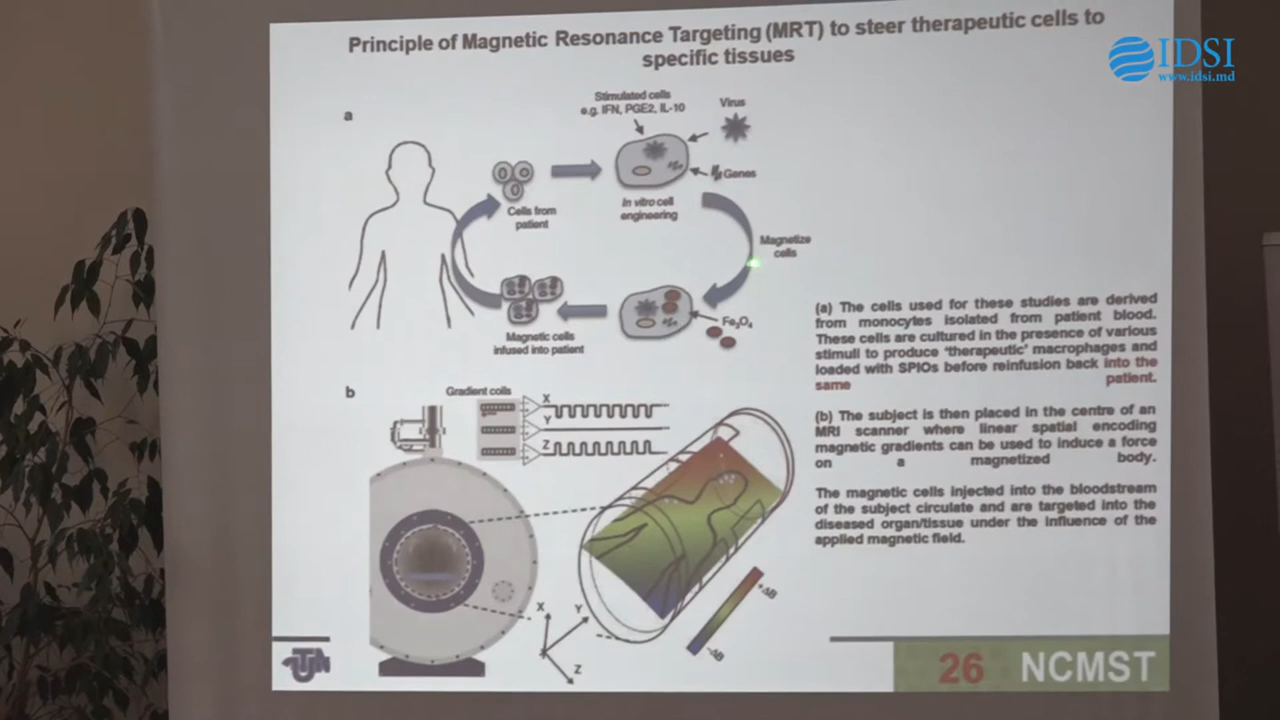 Principle of Magnetic Resonance Targeting (MRT) to steer therapeutic cells to
specific tissues
IDSI
www.idsi.md
a
Stimulated cells
e.g. IFN, PGE2, IL-10
Virus
Genes
Cells from
patient
In vitro cell
engineering
Magnetize
cells
Magnetic cells
infused into patient
Fe₃O₄
(a) The cells used for these studies are derived
from monocytes isolated from patient blood.
These cells are cultured in the presence of various
stimuli to produce 'therapeutic' macrophages and
loaded with SPIOs before reinfusion back into the
same patient.
b
Gradient coils
X
Y
Z
(b) The subject is then placed in the centre of an
MRI scanner where linear spatial encoding
magnetic gradients can be used to induce a force
on a magnetized body.
The magnetic cells injected into the bloodstream
of the subject circulate and are targeted into the
diseased organ/tissue under the influence of the
applied magnetic field.
X
Y
Z
+ΔB
-ΔB
UTM
26 NCMST